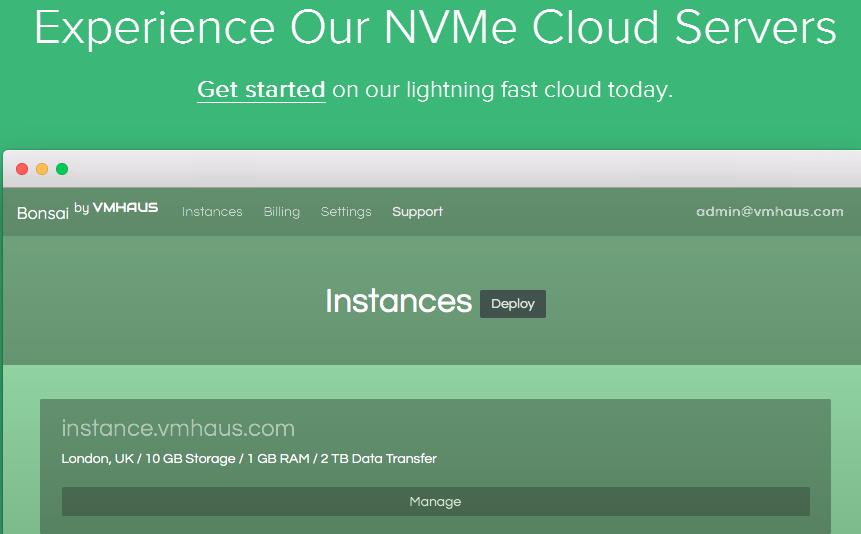 Experience Our NVMe Cloud Servers
Get started on our lightning fast cloud today.
Bonsai by VMHAUS Instances Billing Settings Support admin@vmhaus.com
Instances Deploy
instance.vmhaus.com
London, UK / 10 GB Storage / 1 GB RAM / 2 TB Data Transfer
Manage